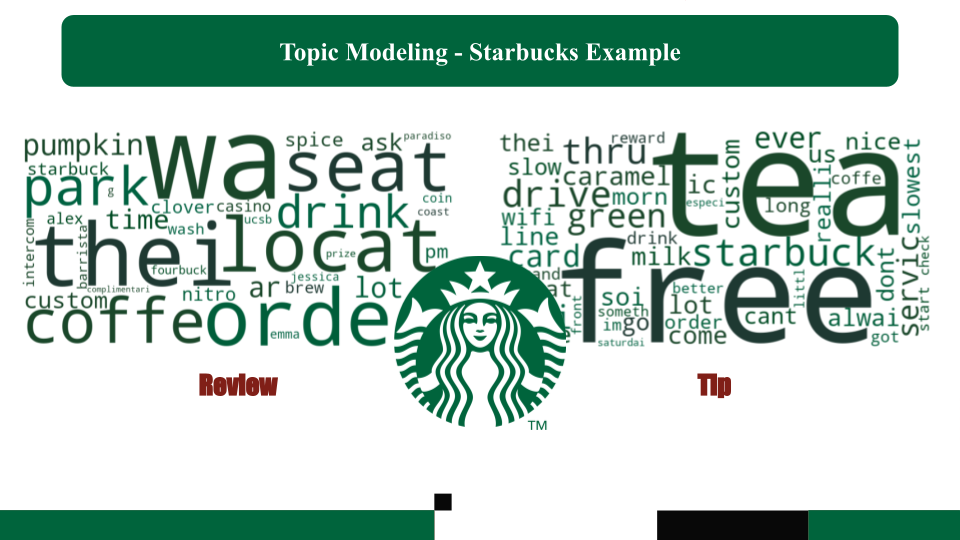 Topic Modeling - Starbucks Example
pumpkin
wa
spice
ask
paradiso
starbuck
seat
park
g
coin
clover
casino
drink
coast
alex
time
wash
ucsb
intercom
barrista
thei
locat
prize
pm
fourbuck
jessica
complimentari
nitro
ar
brew
lot
custom
coffe
orde
emma
thei
reward
tea
ever
nice
slow
thru
us
caramel
ic
custom
coffe
slowest
drive
morn
especi
long
realli
wifi
green
line
drink
card
milk
starbuck
servic
dont
check
and
free
at
soi
better
littl
front
someth
lot
start
im
go
order
cant
alwai
come
got
saturdai
TM
Review
Tip